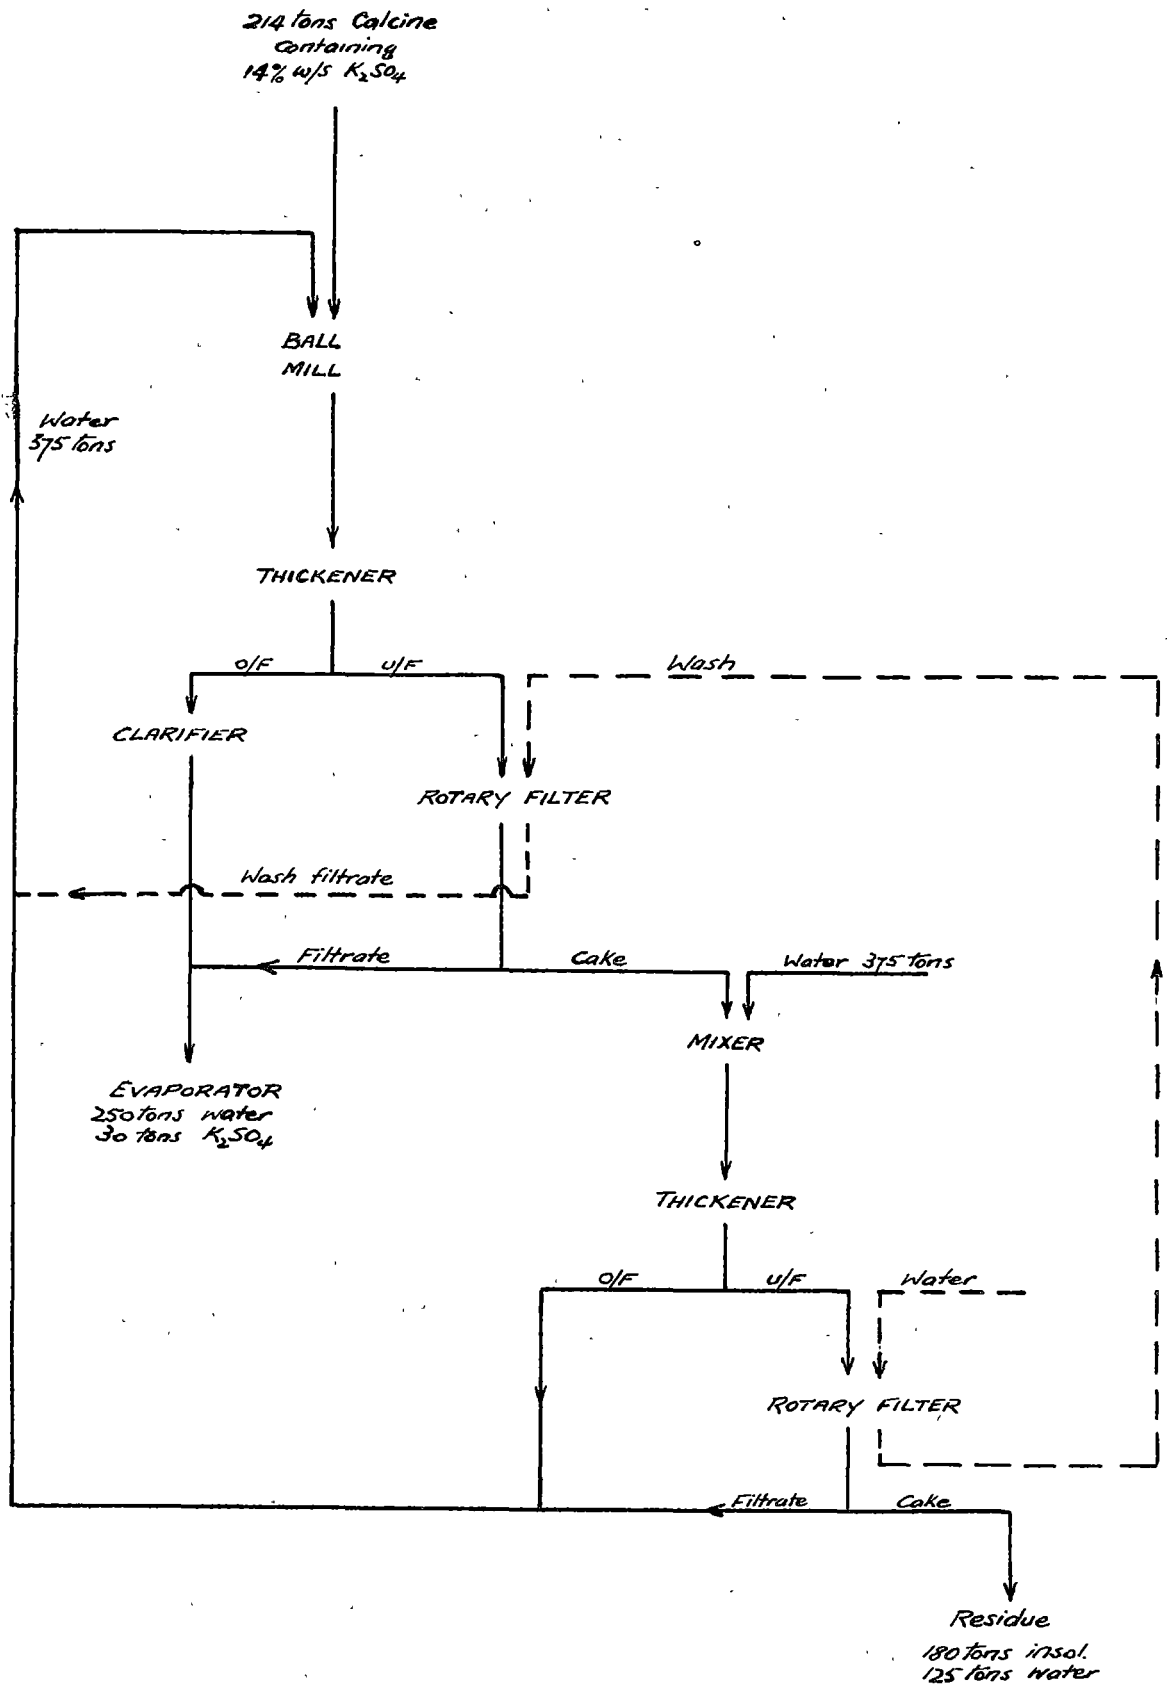 214 tons Calcine
Containing
14% w/s K₂SO₄
BALL
MILL
Water
375 tons
THICKENER
O/F
U/F
Wash
CLARIFIER
ROTARY FILTER
Wash filtrate
Filtrate
Cake
Water 375 tons
MIXER
EVAPORATOR
250 tons water
30 tons K₂SO₄
THICKENER
O/F
U/F
Water
ROTARY FILTER
Filtrate
Cake
Residue
180 tons insol.
125 tons water